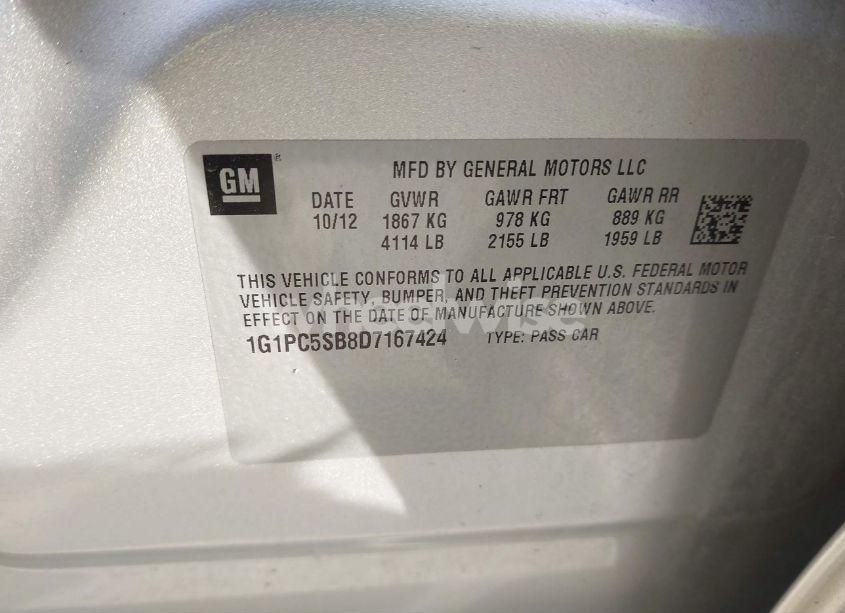 GM ®
MFD BY GENERAL MOTORS LLC
DATE GVWR GAWR FRT GAWR RR
10/12 1867 KG 978 KG 889 KG
4114 LB 2155 LB 1959 LB
THIS VEHICLE CONFORMS TO ALL APPLICABLE U.S. FEDERAL MOTOR
VEHICLE SAFETY, BUMPER, AND THEFT PREVENTION STANDARDS IN
EFFECT ON THE DATE OF MANUFACTURE SHOWN ABOVE.
1G1PC5SB8D7167424 TYPE: PASS CAR